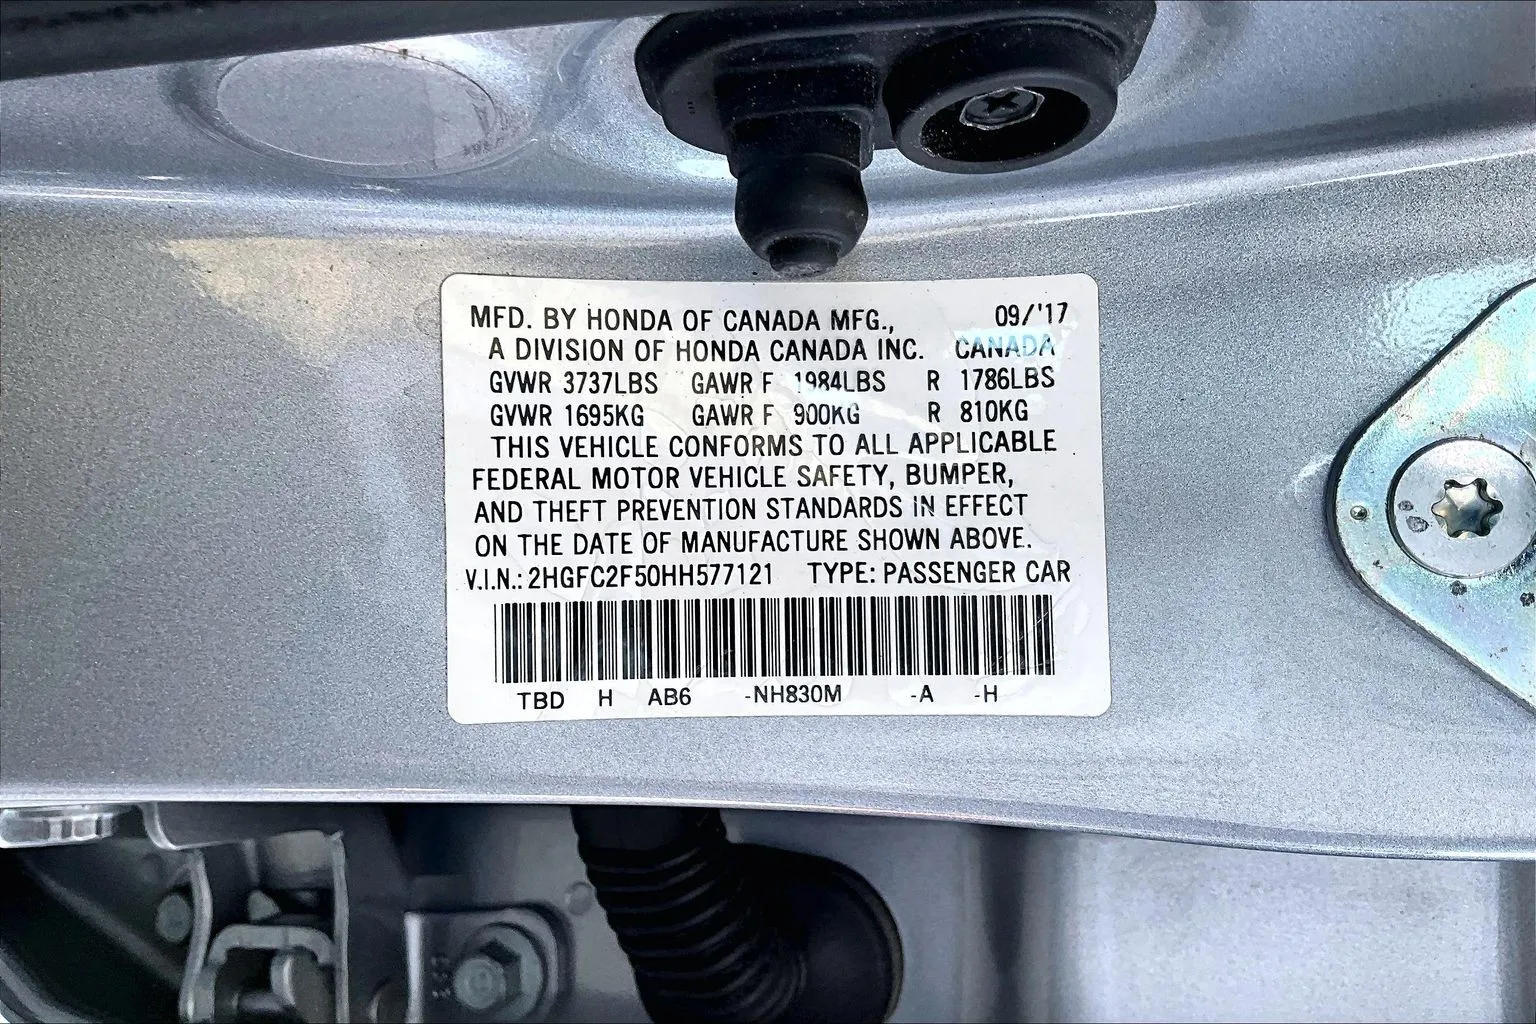 MFD. BY HONDA OF CANADA MFG., 09/'17
A DIVISION OF HONDA CANADA INC. CANADA
GVWR 3737LBS GAWR F 1984LBS R 1786LBS
GVWR 1695KG GAWR F 900KG R 810KG
THIS VEHICLE CONFORMS TO ALL APPLICABLE
FEDERAL MOTOR VEHICLE SAFETY, BUMPER,
AND THEFT PREVENTION STANDARDS IN EFFECT
ON THE DATE OF MANUFACTURE SHOWN ABOVE.
V.I.N.: 2HGFC2F50HH577121 TYPE: PASSENGER CAR
TBD H AB6 -NH830M -A -H